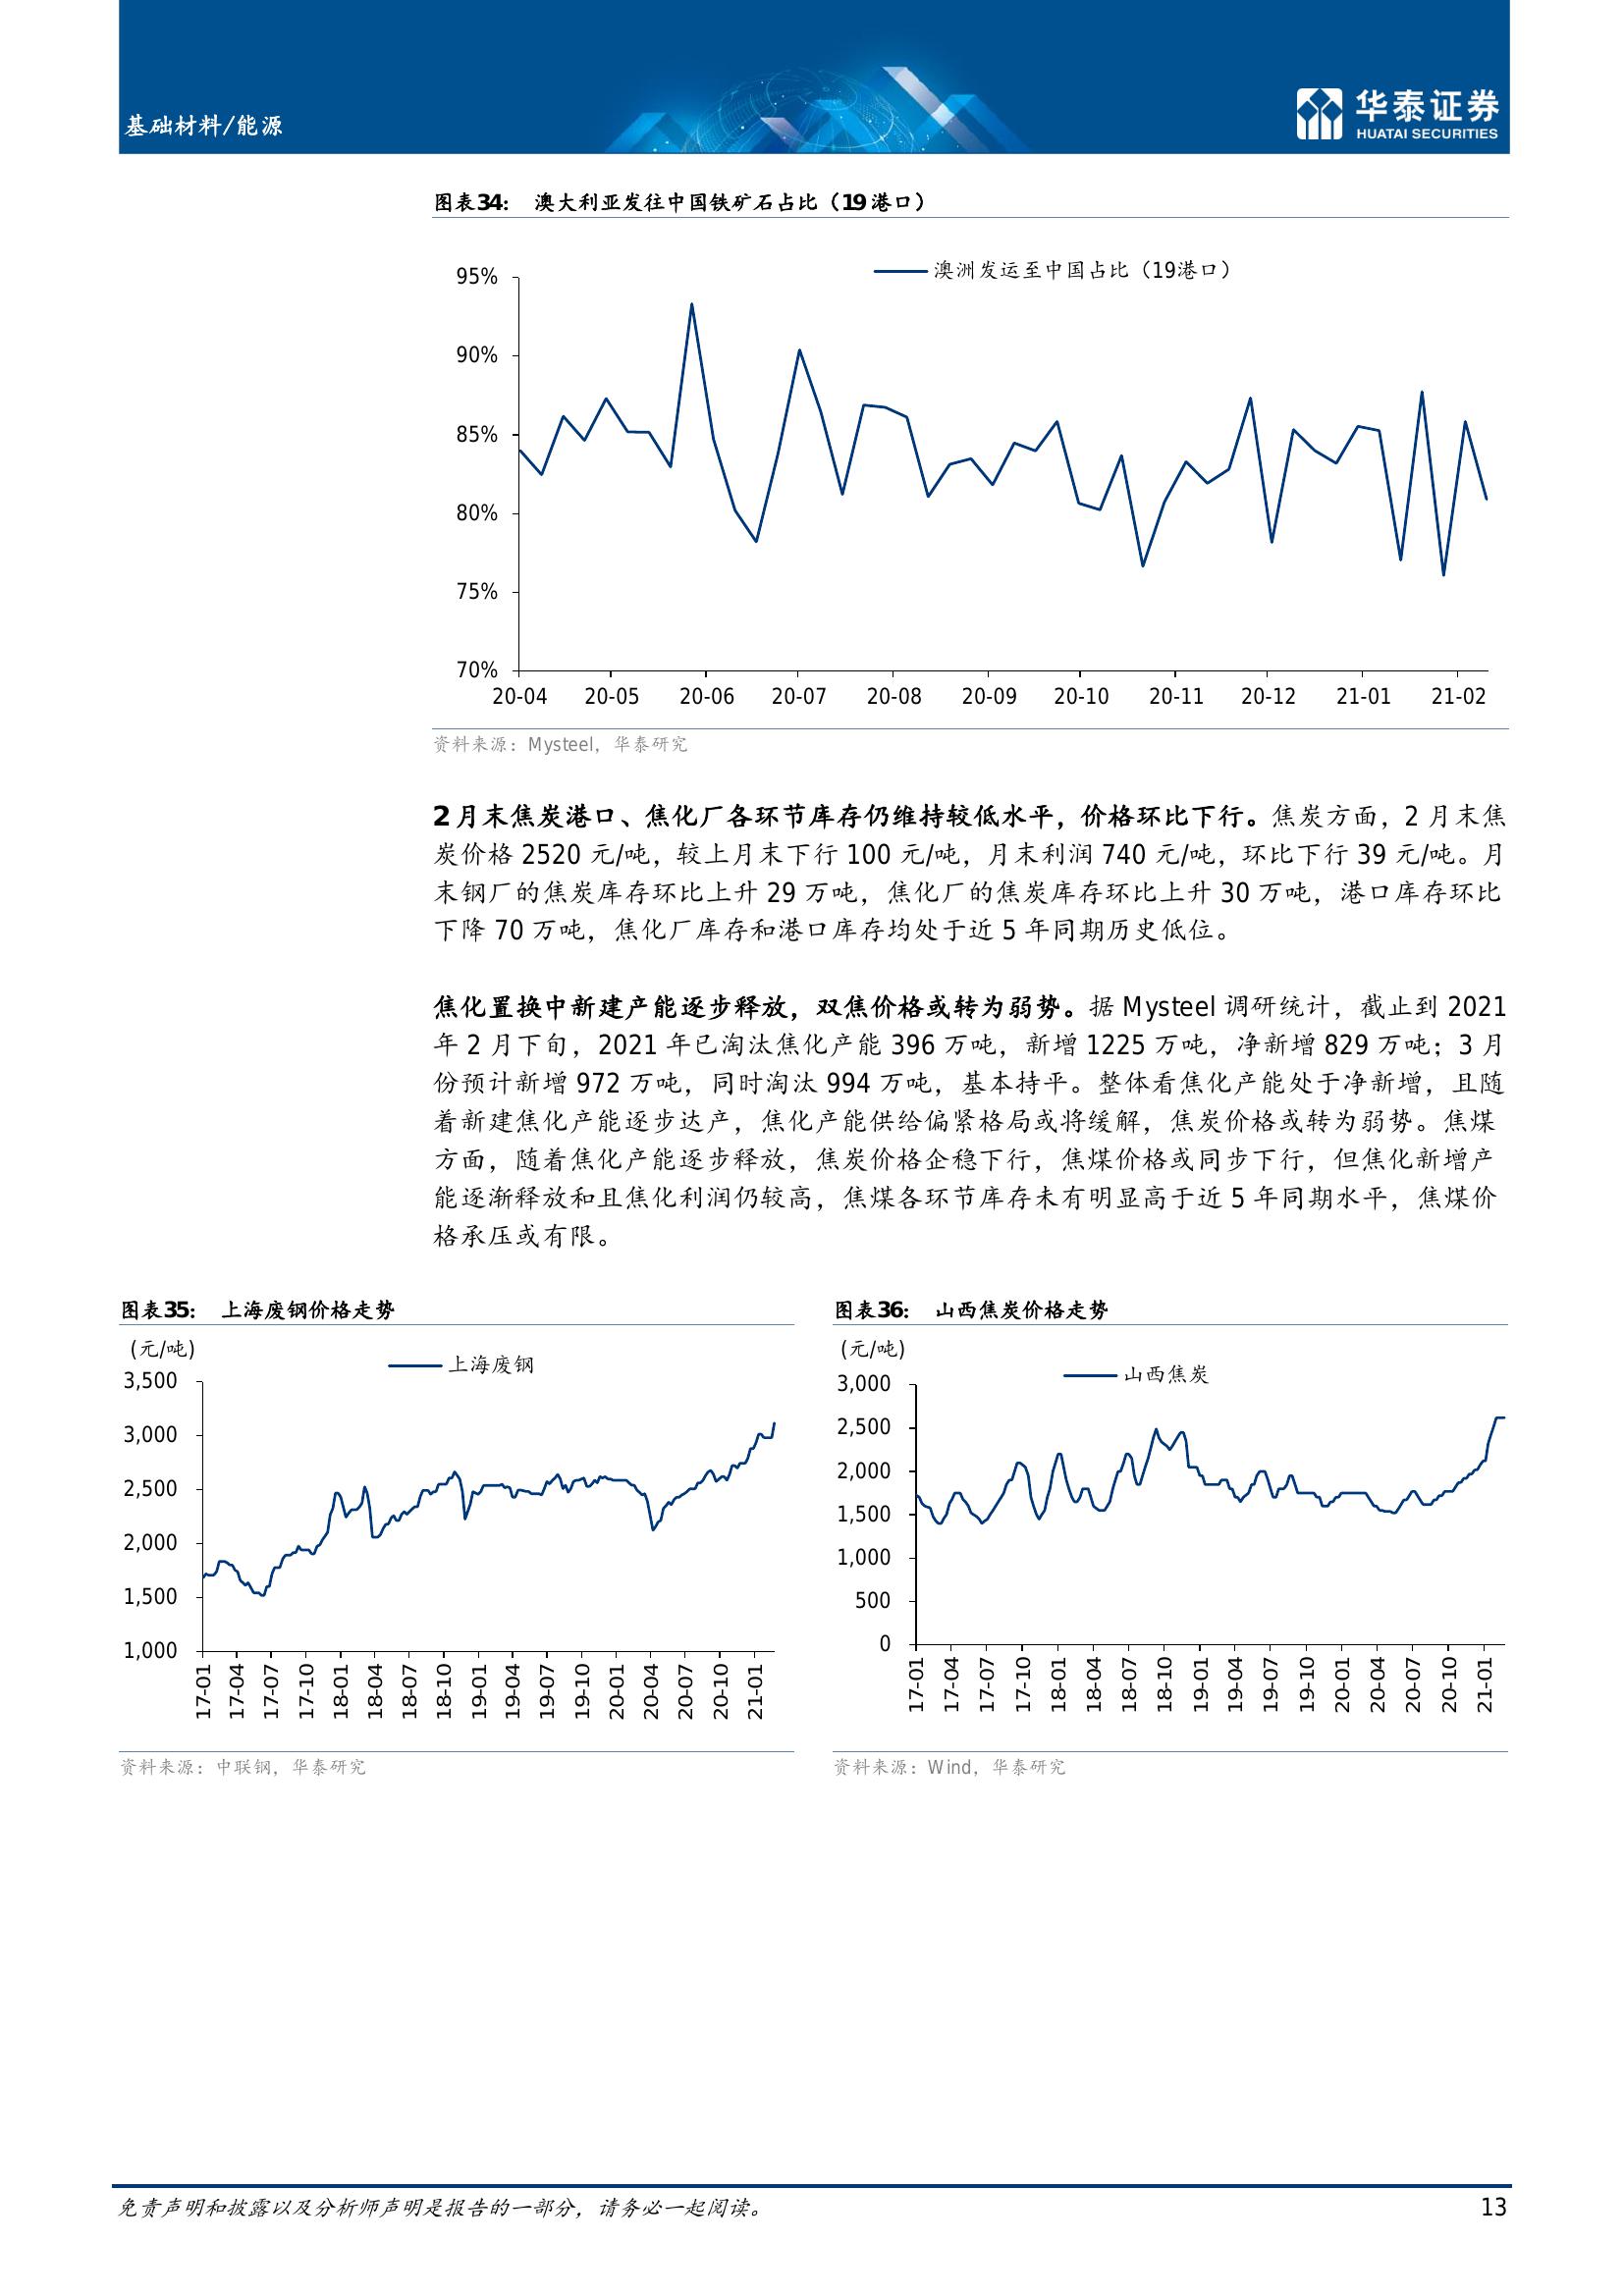 基础材料/能源
华泰证券
HUATAI SECURITIES
图表34: 澳大利亚发往中国铁矿石占比（19 港口）
澳洲发运至中国占比（19港口）
95%
90%
85%
80%
75%
70%
20-04 20-05 20-06 20-07 20-08 20-09 20-10 20-11 20-12 21-01 21-02
资料来源：Mysteel，华泰研究
2 月末焦炭港口、焦化厂各环节库存仍维持较低水平，价格环比下行。焦炭方面，2 月末焦
炭价格 2520 元/吨，较上月末下行 100 元/吨，月末利润 740 元/吨，环比下行 39 元/吨。月
末钢厂的焦炭库存环比上升 29 万吨，焦化厂的焦炭库存环比上升 30 万吨，港口库存环比
下降 70 万吨，焦化厂库存和港口库存均处于近 5 年同期历史低位。
焦化置换中新建产能逐步释放，双焦价格或转为弱势。据 Mysteel 调研统计，截止到 2021
年 2 月下旬，2021 年已淘汰焦化产能 396 万吨，新增 1225 万吨，净新增 829 万吨；3 月
份预计新增 972 万吨，同时淘汰 994 万吨，基本持平。整体看焦化产能处于净新增，且随
着新建焦化产能逐步达产，焦化产能供给偏紧格局或将缓解，焦炭价格或转为弱势。焦煤
方面，随着焦化产能逐步释放，焦炭价格企稳下行，焦煤价格或同步下行，但焦化新增产
能逐渐释放和且焦化利润仍较高，焦煤各环节库存未有明显高于近 5 年同期水平，焦煤价
格承压或有限。
图表35: 上海废钢价格走势
(元/吨)
上海废钢
3,500
3,000
2,500
2,000
1,500
1,000
17-01 17-04 17-07 17-10 18-01 18-04 18-07 18-10 19-01 19-04 19-07 19-10 20-01 20-04 20-07 20-10 21-01
资料来源：中联钢，华泰研究
图表36: 山西焦炭价格走势
(元/吨)
山西焦炭
3,000
2,500
2,000
1,500
1,000
500
0
17-01 17-04 17-07 17-10 18-01 18-04 18-07 18-10 19-01 19-04 19-07 19-10 20-01 20-04 20-07 20-10 21-01
资料来源：Wind，华泰研究
免责声明和披露以及分析师声明是报告的一部分，请务必一起阅读。
13